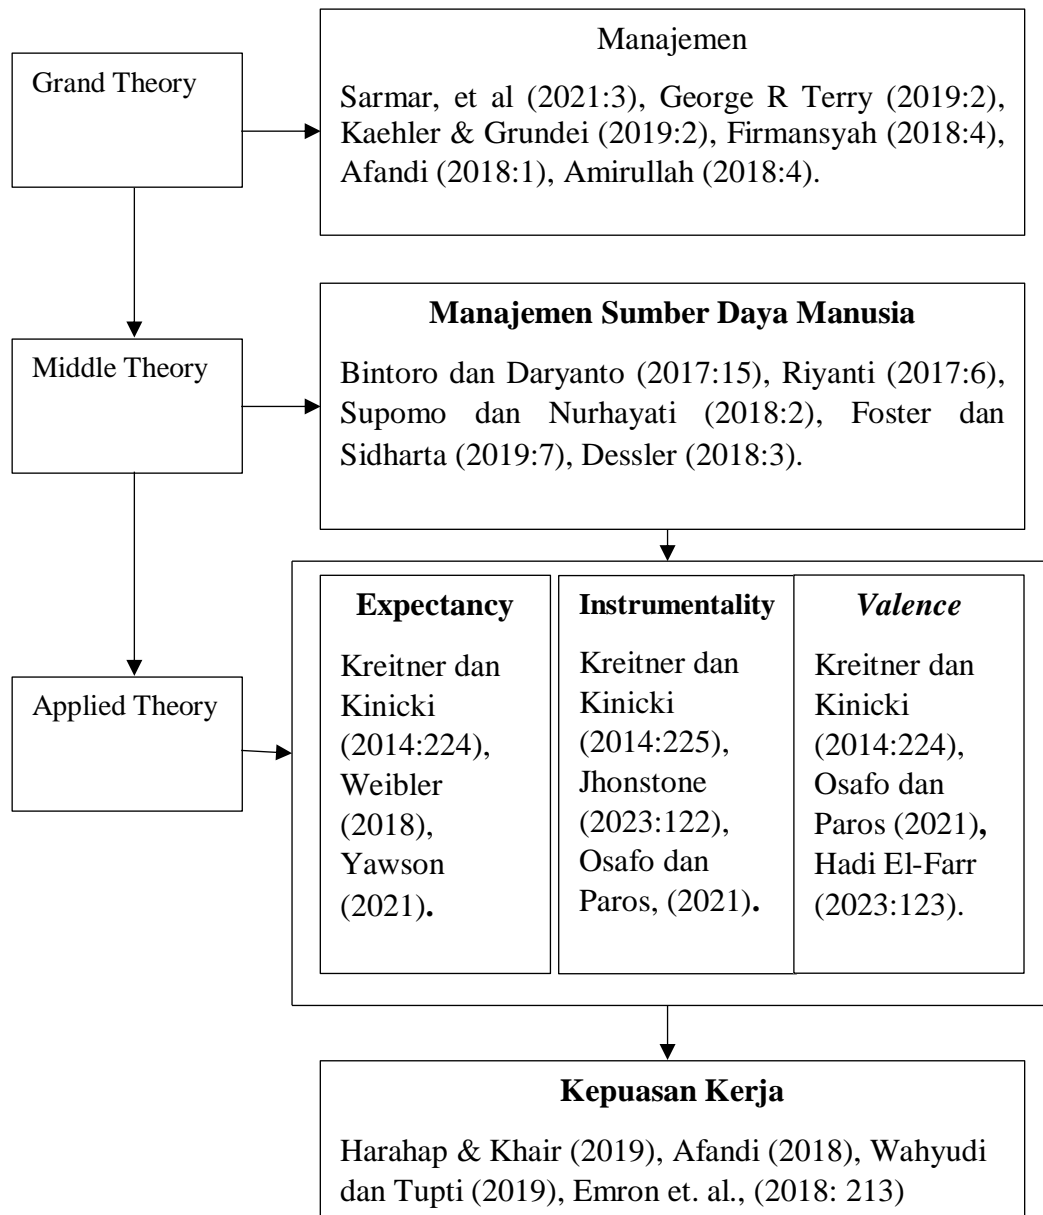 Grand Theory
Manajemen
Sarmar, et al (2021:3), George R Terry (2019:2),
Kaehler & Grundei (2019:2), Firmansyah (2018:4),
Afandi (2018:1), Amirullah (2018:4).
Middle Theory
Manajemen Sumber Daya Manusia
Bintoro dan Daryanto (2017:15), Riyanti (2017:6),
Supomo dan Nurhayati (2018:2), Foster dan
Sidharta (2019:7), Dessler (2018:3).
Applied Theory
Expectancy
Kreitner dan
Kinicki
(2014:224),
Weibler
(2018),
Yawson
(2021).
Instrumentality
Kreitner dan
Kinicki
(2014:225),
Jhonstone
(2023:122),
Osafo dan
Paros, (2021).
Valence
Kreitner dan
Kinicki
(2014:224),
Osafo dan
Paros (2021),
Hadi El-Farr
(2023:123).
Kepuasan Kerja
Harahap & Khair (2019), Afandi (2018), Wahyudi
dan Tupti (2019), Emron et. al., (2018: 213)